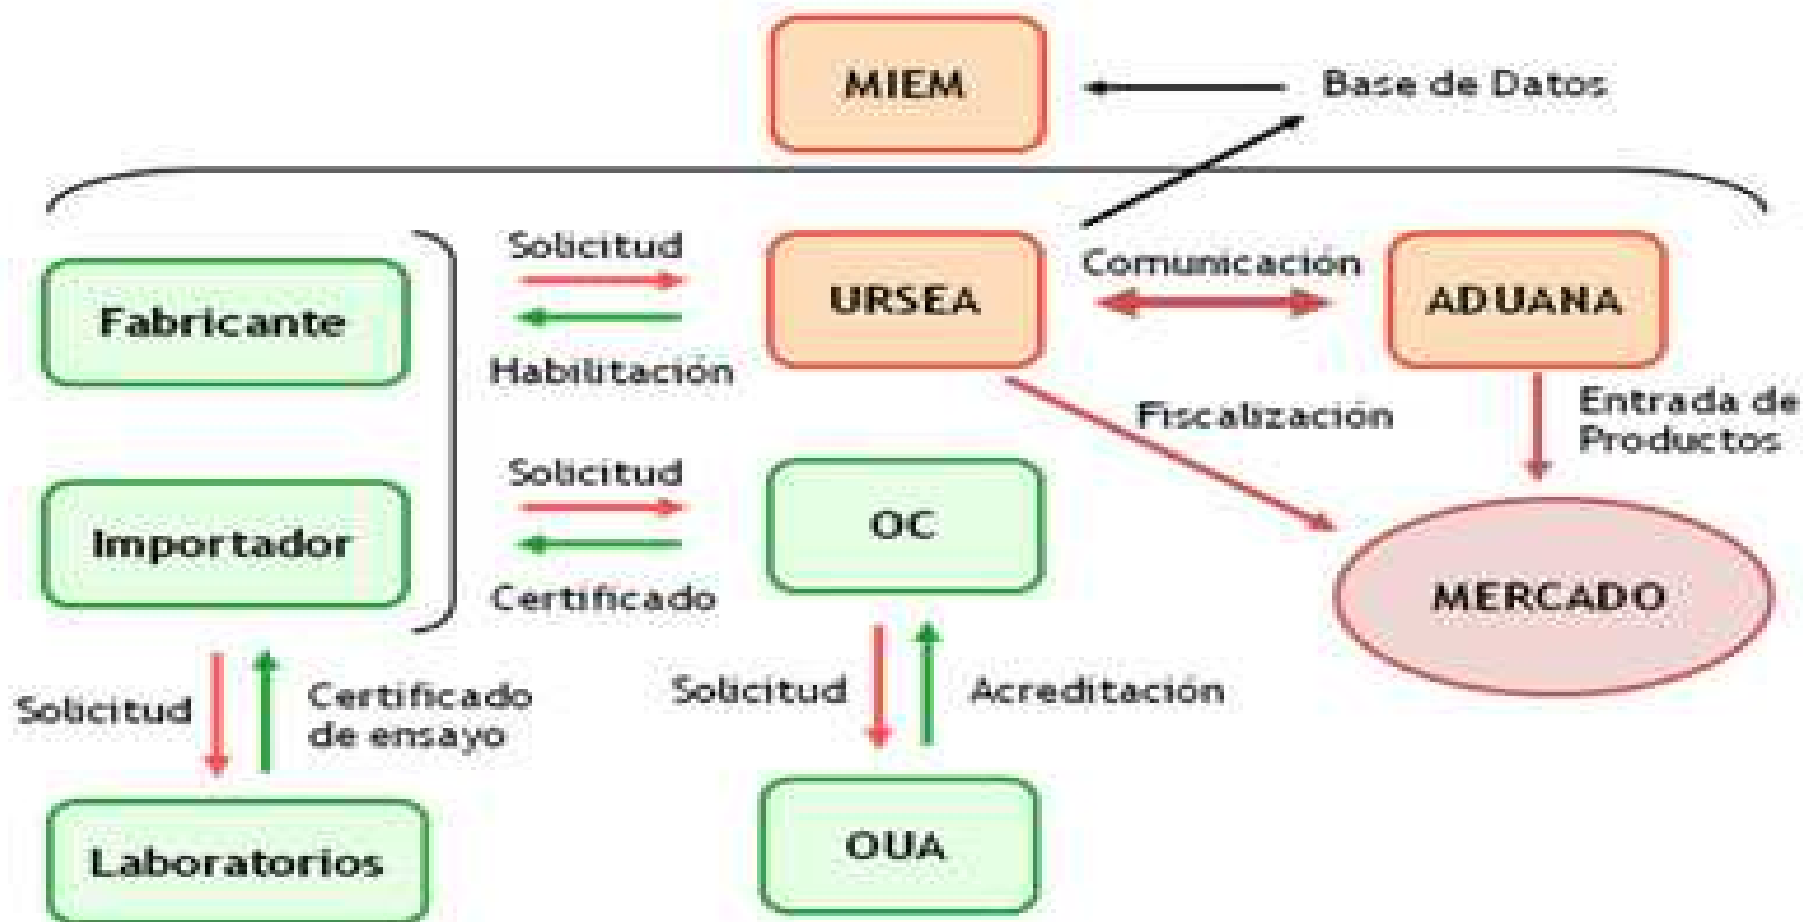 MIEM
Base de Datos
Solicitud
Fabricante
URSEA
Comunicación
ADUANA
Habilitación
Fiscalización
Entrada de
Productos
Solicitud
Importador
OC
Certificado
MERCADO
Solicitud
Certificado
de ensayo
Solicitud
Acreditación
Laboratorios
OUA